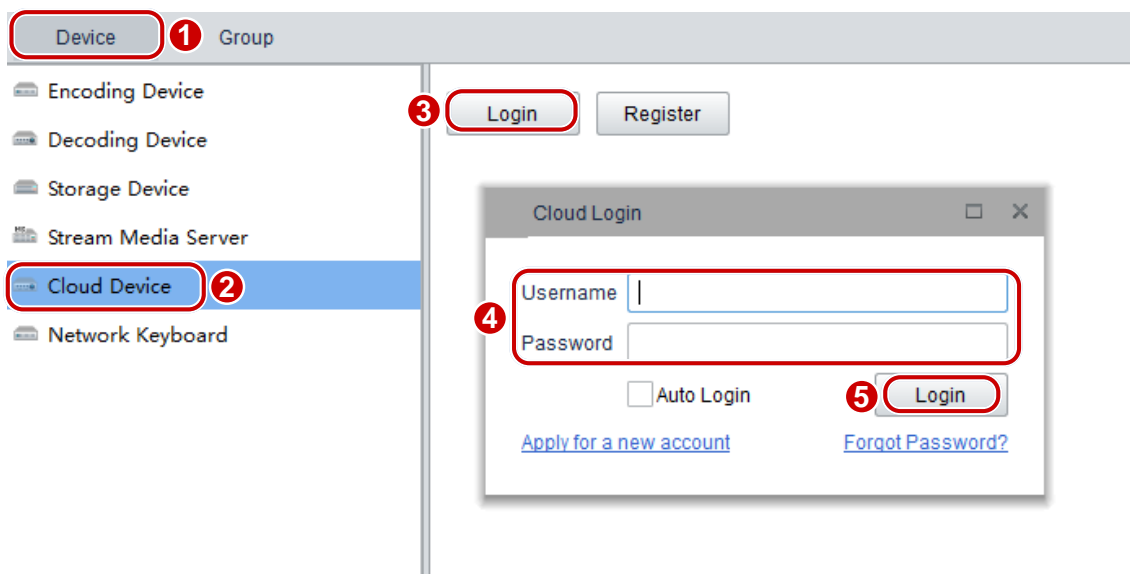 Device 1 Group
Encoding Device
Decoding Device
Storage Device
Stream Media Server
Cloud Device 2
Network Keyboard
3 Login Register
Cloud Login
Username
4
Password
Auto Login 5 Login
Apply for a new account Forgot Password?